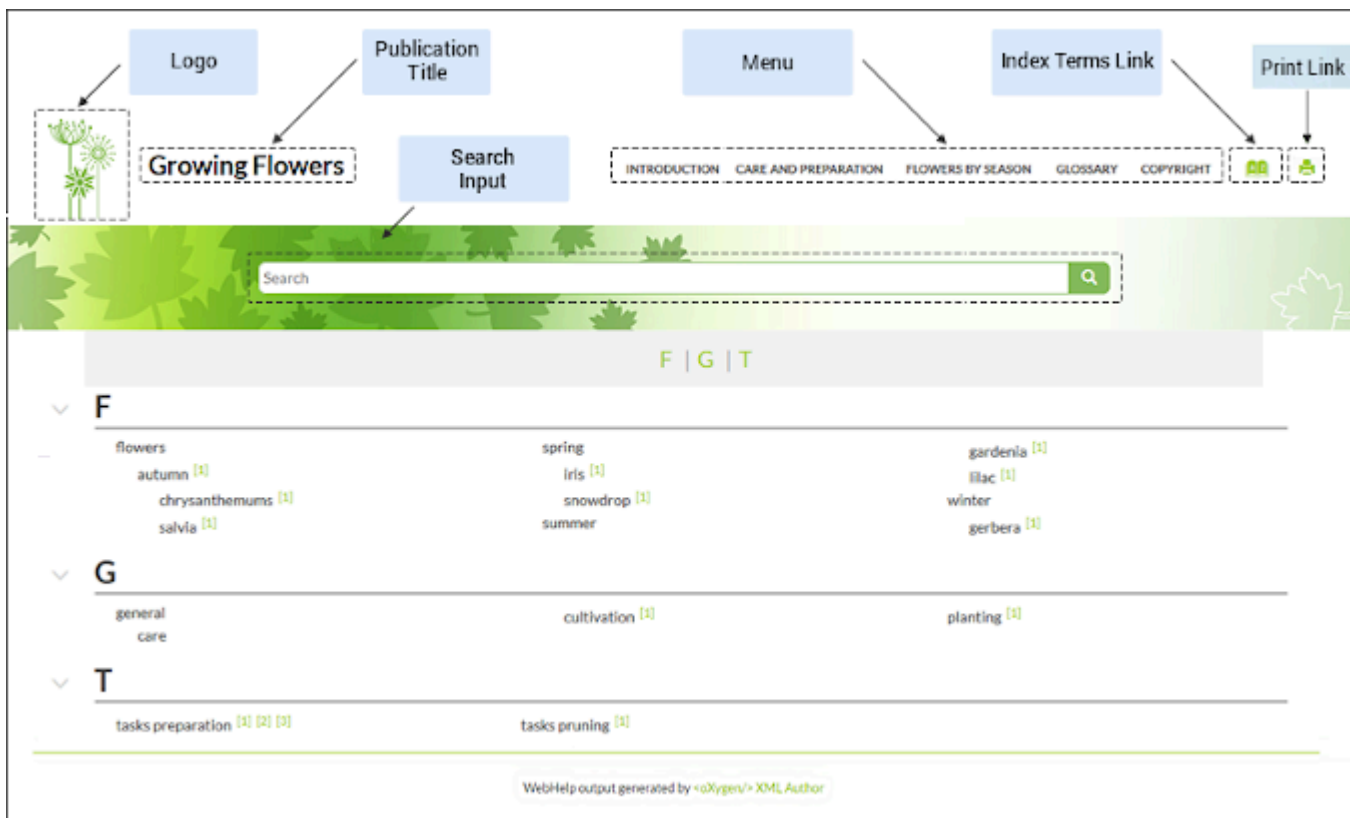 Logo
Publication
Title
Menu
Index Terms Link
Print Link
Growing Flowers
Search
Input
INTRODUCTION CARE AND PREPARATION FLOWERS BY SEASON GLOSSARY COPYRIGHT
Search
F | G | T
F
flowers spring gardenia [1]
autumn [1] iris [1] lilac [1]
chrysanthemums [1] snowdrop [1] winter
salvia [1] summer gerbera [1]
G
general cultivation [1] planting [1]
care
T
tasks preparation [1] [2] [3] tasks pruning [1]
WebHelp output generated by <oXygen/> XML Author